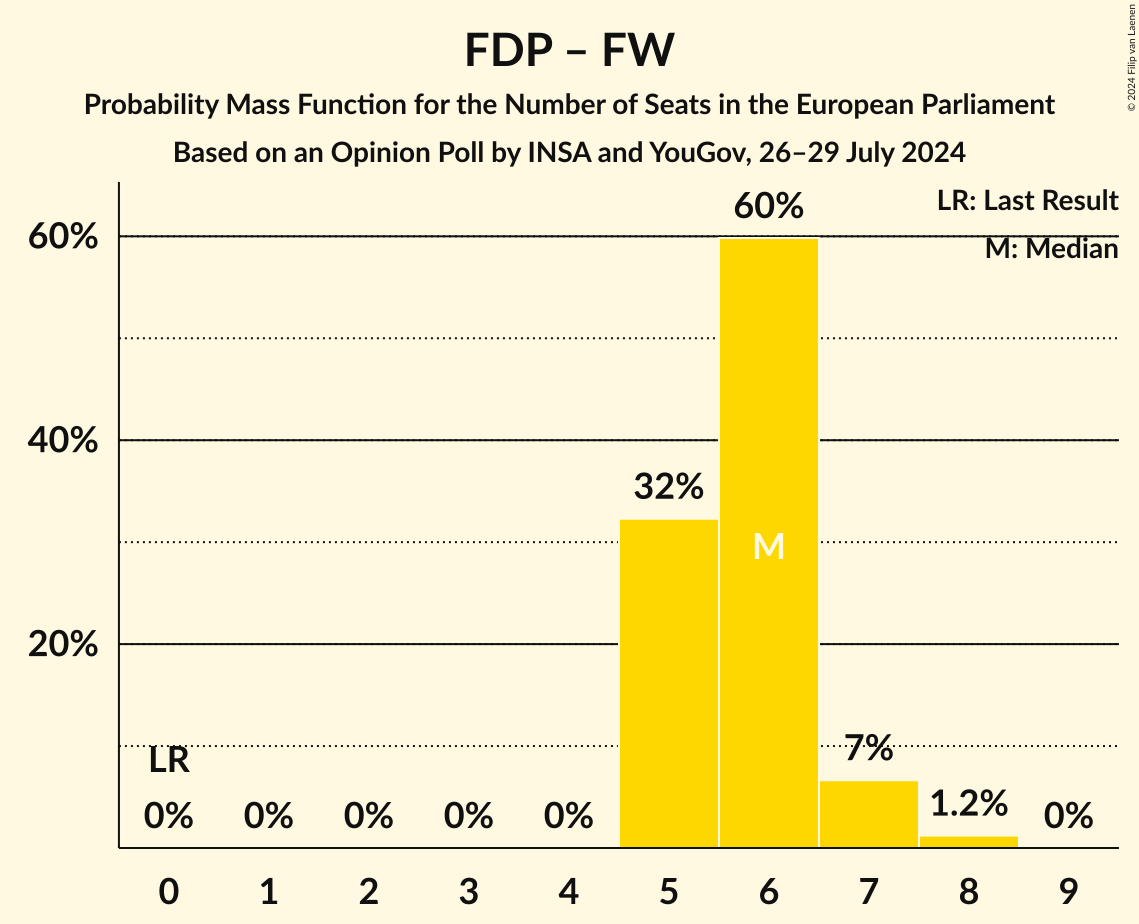 FDP – FW
Probability Mass Function for the Number of Seats in the European Parliament
Based on an Opinion Poll by INSA and YouGov, 26–29 July 2024
© 2024 Filip van Laenen
LR: Last Result
M: Median
60%
40%
20%
LR
0%
0%
0%
0%
0%
32%
60%
M
7%
1.2%
0%
0 1 2 3 4 5 6 7 8 9